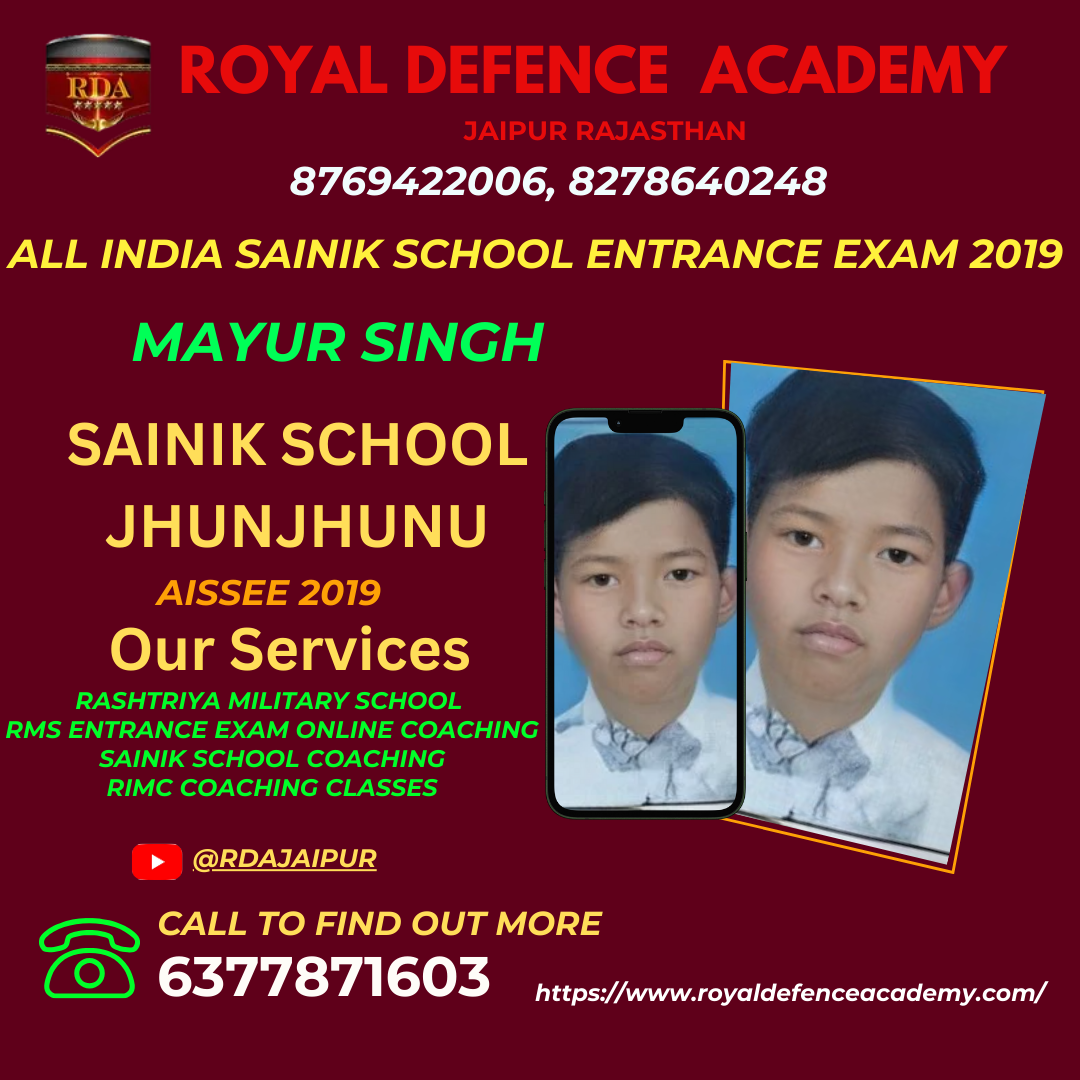 RDA
ROYAL DEFENCE ACADEMY
JAIPUR RAJASTHAN
8769422006, 8278640248
ALL INDIA SAINIK SCHOOL ENTRANCE EXAM 2019
MAYUR SINGH
SAINIK SCHOOL
JHUNJHUNU
AISSEE 2019
Our Services
RASHTRIYA MILITARY SCHOOL
RMS ENTRANCE EXAM ONLINE COACHING
SAINIK SCHOOL COACHING
RIMC COACHING CLASSES
@RDAJAIPUR
CALL TO FIND OUT MORE
6377871603
https://www.royaldefenceacademy.com/